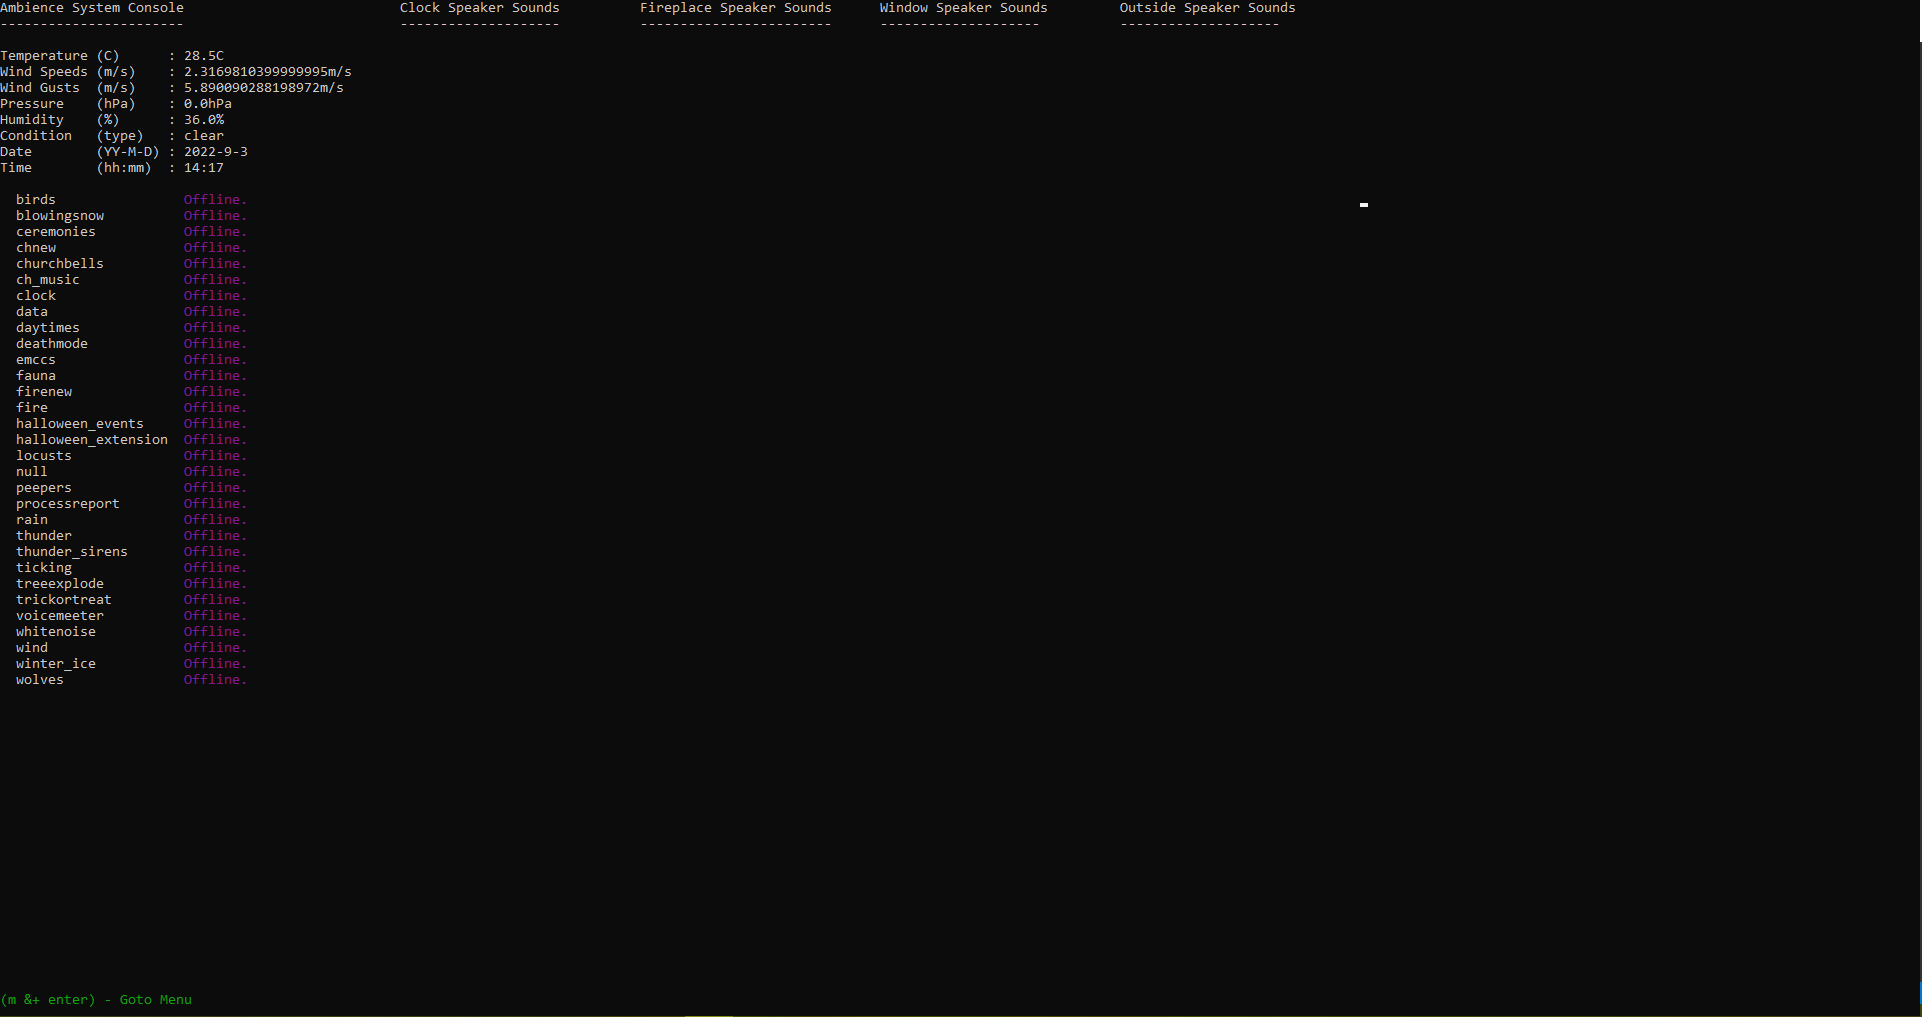 Ambience System Console Clock Speaker Sounds Fireplace Speaker Sounds Window Speaker Sounds Outside Speaker Sounds
----------------------- -------------------- ------------------------ -------------------- --------------------
Temperature (C) : 28.5C
Wind Speeds (m/s) : 2.3169810399999995m/s
Wind Gusts (m/s) : 5.890090288198972m/s
Pressure (hPa) : 0.0hPa
Humidity (%) : 36.0%
Condition (type) : clear
Date (YY-M-D) : 2022-9-3
Time (hh:mm) : 14:17
birds Offline.
blowingsnow Offline.
ceremonies Offline.
chnew Offline.
churchbells Offline.
ch_music Offline.
clock Offline.
data Offline.
daytimes Offline.
deathmode Offline.
emccs Offline.
fauna Offline.
firenew Offline.
fire Offline.
halloween_events Offline.
halloween_extension Offline.
locusts Offline.
null Offline.
peepers Offline.
processreport Offline.
rain Offline.
thunder Offline.
thunder_sirens Offline.
ticking Offline.
treeexplode Offline.
trickortreat Offline.
voicemeeter Offline.
whitenoise Offline.
wind Offline.
winter_ice Offline.
wolves Offline.
(m &+ enter) - Goto Menu